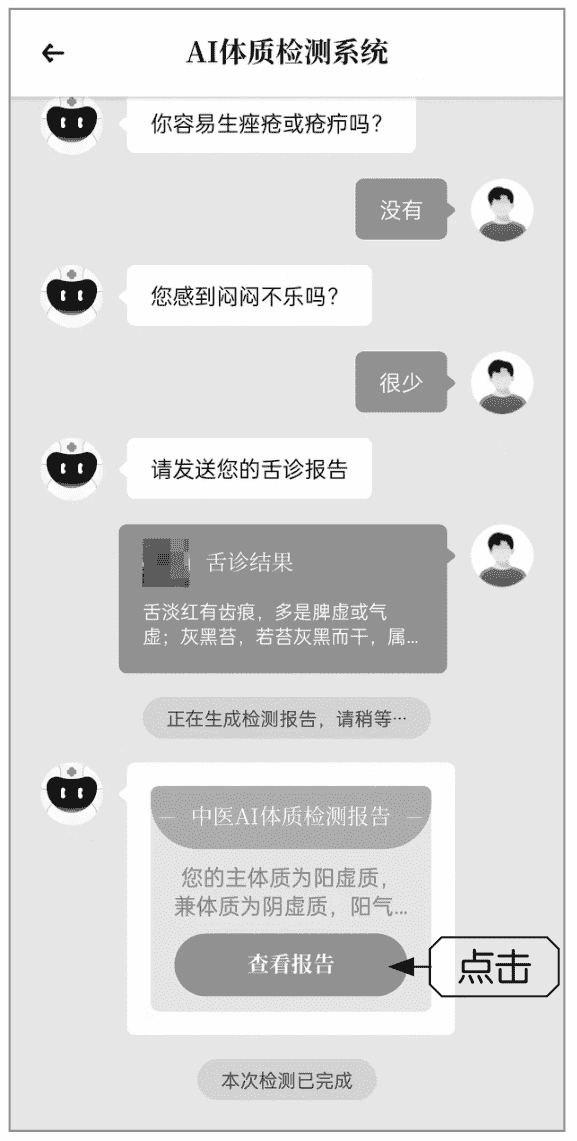 AI体质检测系统
你容易生痤疮或疮疖吗？
没有
您感到闷闷不乐吗？
很少
请发送您的舌诊报告
舌诊结果
舌淡红有齿痕，多是脾虚或气
虚；灰黑苔，若苔灰黑而干，属...
正在生成检测报告，请稍等…
中医AI体质检测报告
您的主体质为阳虚质，
兼体质为阴虚质，阳气...
查看报告
点击
本次检测已完成